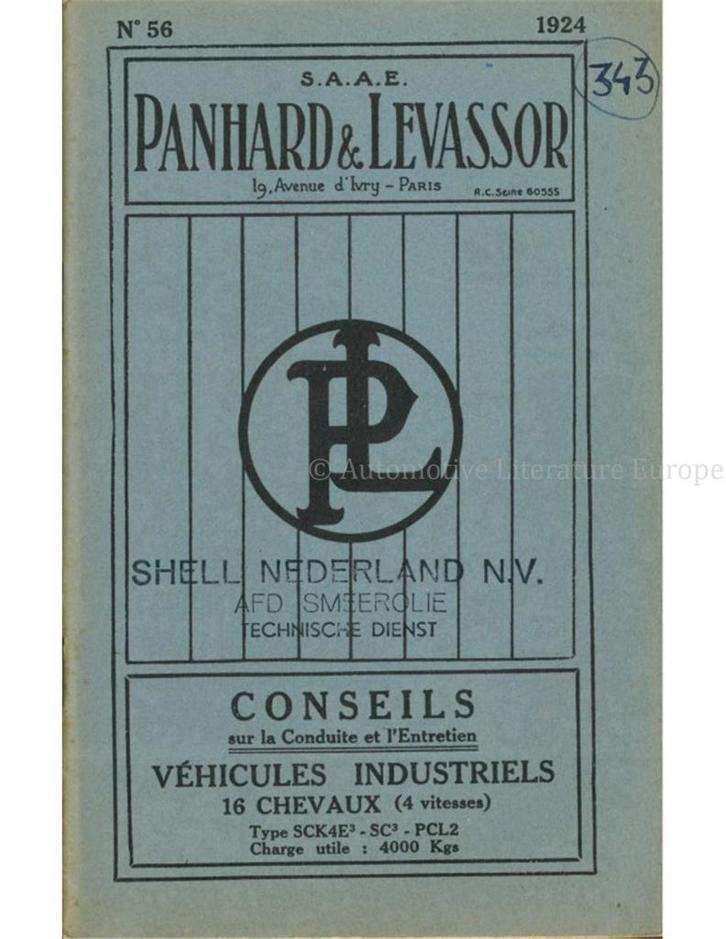 N° 56 1924
343
S.A.A.E.
PANHARD & LEVASSOR
19, Avenue d'Ivry - PARIS R.C. Seine 60555
PL
© Automotive Literature Europe
SHELL NEDERLAND N.V.
AFD SMEEROLIE
TECHNISCHE DIENST
CONSEILS
sur la Conduite et l'Entretien
VÉHICULES INDUSTRIELS
16 CHEVAUX (4 vitesses)
Type SCK4E³ - SC³ - PCL2
Charge utile : 4000 Kgs